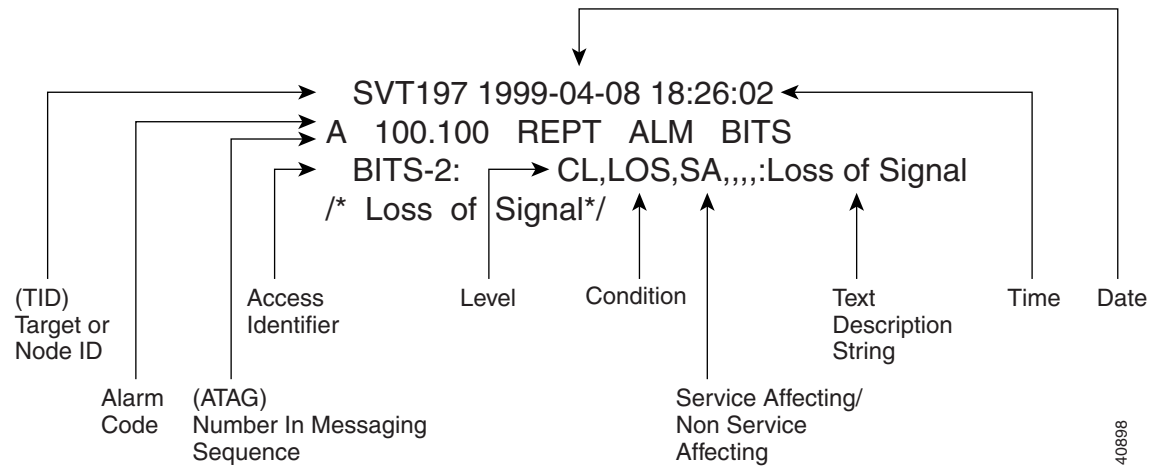 SVT197 1999-04-08 18:26:02
A 100.100 REPT ALM BITS
BITS-2: CL,LOS,SA,,,,:Loss of Signal
/* Loss of Signal*/
(TID)
Target or
Node ID
Access
Identifier
Level
Condition
Text
Description
String
Time
Date
Alarm
Code
(ATAG)
Number In Messaging
Sequence
Service Affecting/
Non Service
Affecting
40898